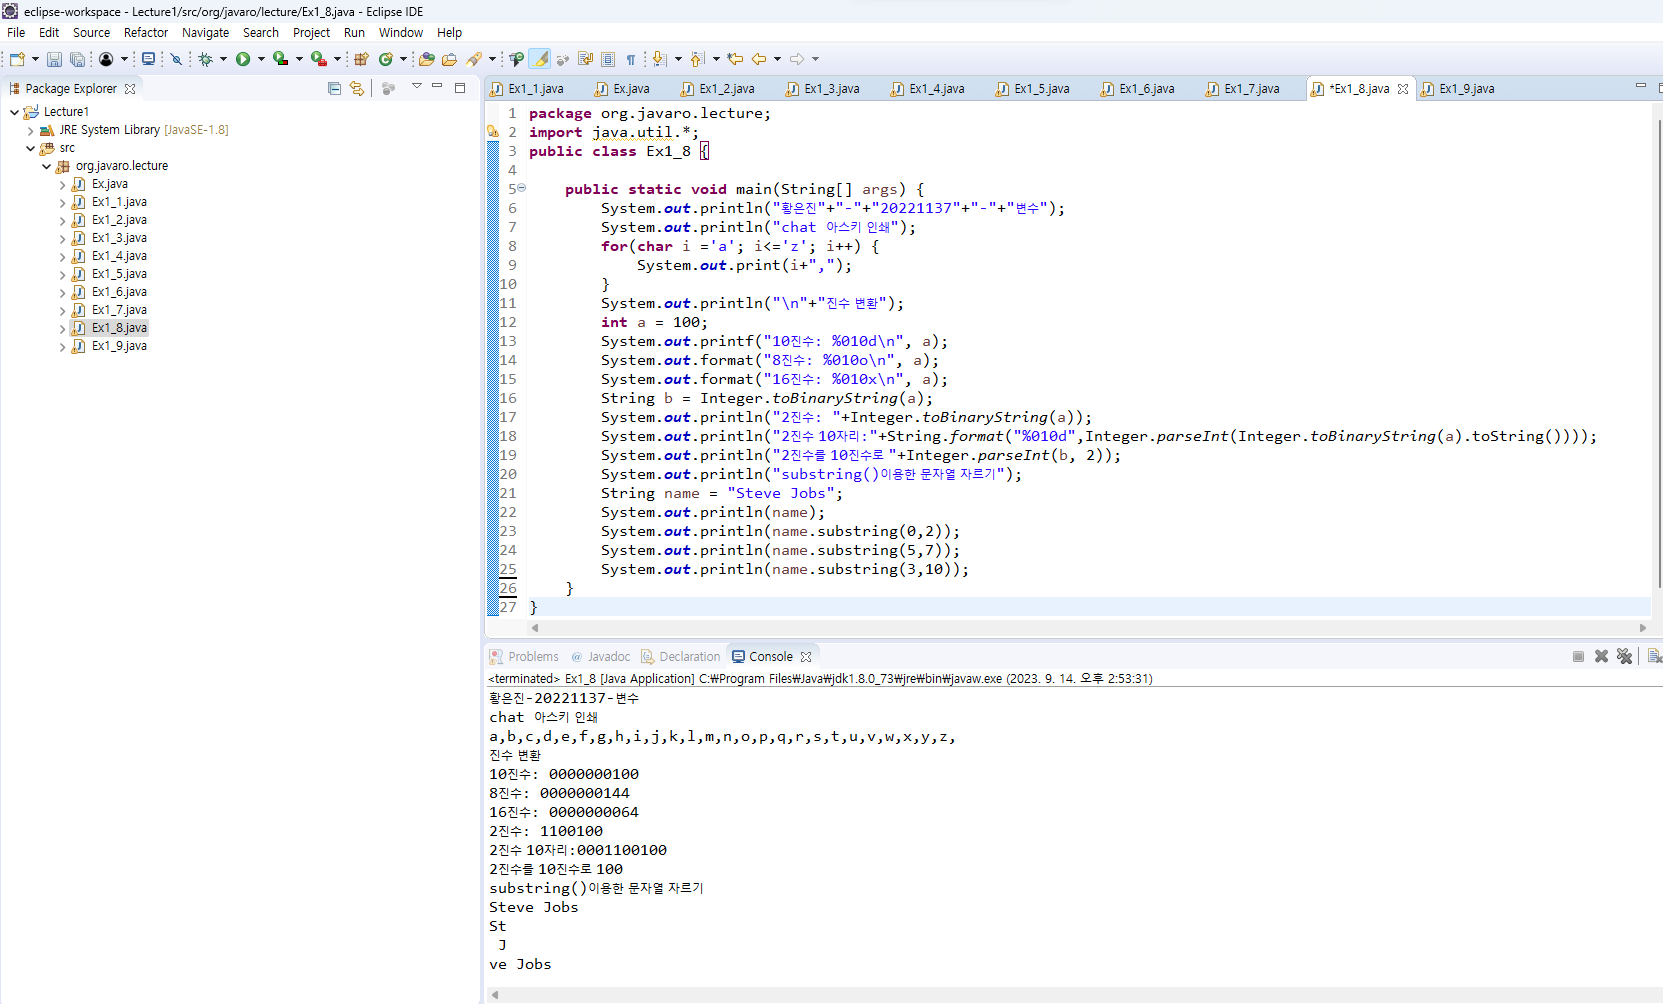 eclipse-workspace - Lecture1/src/org/javaro/lecture/Ex1_8.java - Eclipse IDE
File Edit Source Refactor Navigate Search Project Run Window Help
Package Explorer
Lecture1
JRE System Library [JavaSE-1.8]
src
org.javaro.lecture
Ex.java
Ex1_1.java
Ex1_2.java
Ex1_3.java
Ex1_4.java
Ex1_5.java
Ex1_6.java
Ex1_7.java
Ex1_8.java
Ex1_9.java
Ex1_1.java Ex.java Ex1_2.java Ex1_3.java Ex1_4.java Ex1_5.java Ex1_6.java Ex1_7.java *Ex1_8.java Ex1_9.java
1 package org.javaro.lecture;
2 import java.util.*;
3 public class Ex1_8 {
4
5 public static void main(String[] args) {
6 System.out.println("황은진"+"-"+"20221137"+"-"+"변수");
7 System.out.println("chat 아스키 인쇄");
8 for(char i ='a'; i<='z'; i++) {
9 System.out.print(i+",");
10 }
11 System.out.println("\n"+"진수 변환");
12 int a = 100;
13 System.out.printf("10진수: %010d\n", a);
14 System.out.format("8진수: %010o\n", a);
15 System.out.format("16진수: %010x\n", a);
16 String b = Integer.toBinaryString(a);
17 System.out.println("2진수: "+Integer.toBinaryString(a));
18 System.out.println("2진수 10자리:"+String.format("%010d",Integer.parseInt(Integer.toBinaryString(a).toString())));
19 System.out.println("2진수를 10진수로 "+Integer.parseInt(b, 2));
20 System.out.println("substring()이용한 문자열 자르기");
21 String name = "Steve Jobs";
22 System.out.println(name);
23 System.out.println(name.substring(0,2));
24 System.out.println(name.substring(5,7));
25 System.out.println(name.substring(3,10));
26 }
27 }
Problems @ Javadoc Declaration Console
<terminated> Ex1_8 [Java Application] C:₩Program Files₩Java₩jdk1.8.0_73₩jre₩bin₩javaw.exe (2023. 9. 14. 오후 2:53:31)
황은진-20221137-변수
chat 아스키 인쇄
a,b,c,d,e,f,g,h,i,j,k,l,m,n,o,p,q,r,s,t,u,v,w,x,y,z,
진수 변환
10진수: 0000000100
8진수: 0000000144
16진수: 0000000064
2진수: 1100100
2진수 10자리:0001100100
2진수를 10진수로 100
substring()이용한 문자열 자르기
Steve Jobs
St
J
ve Jobs